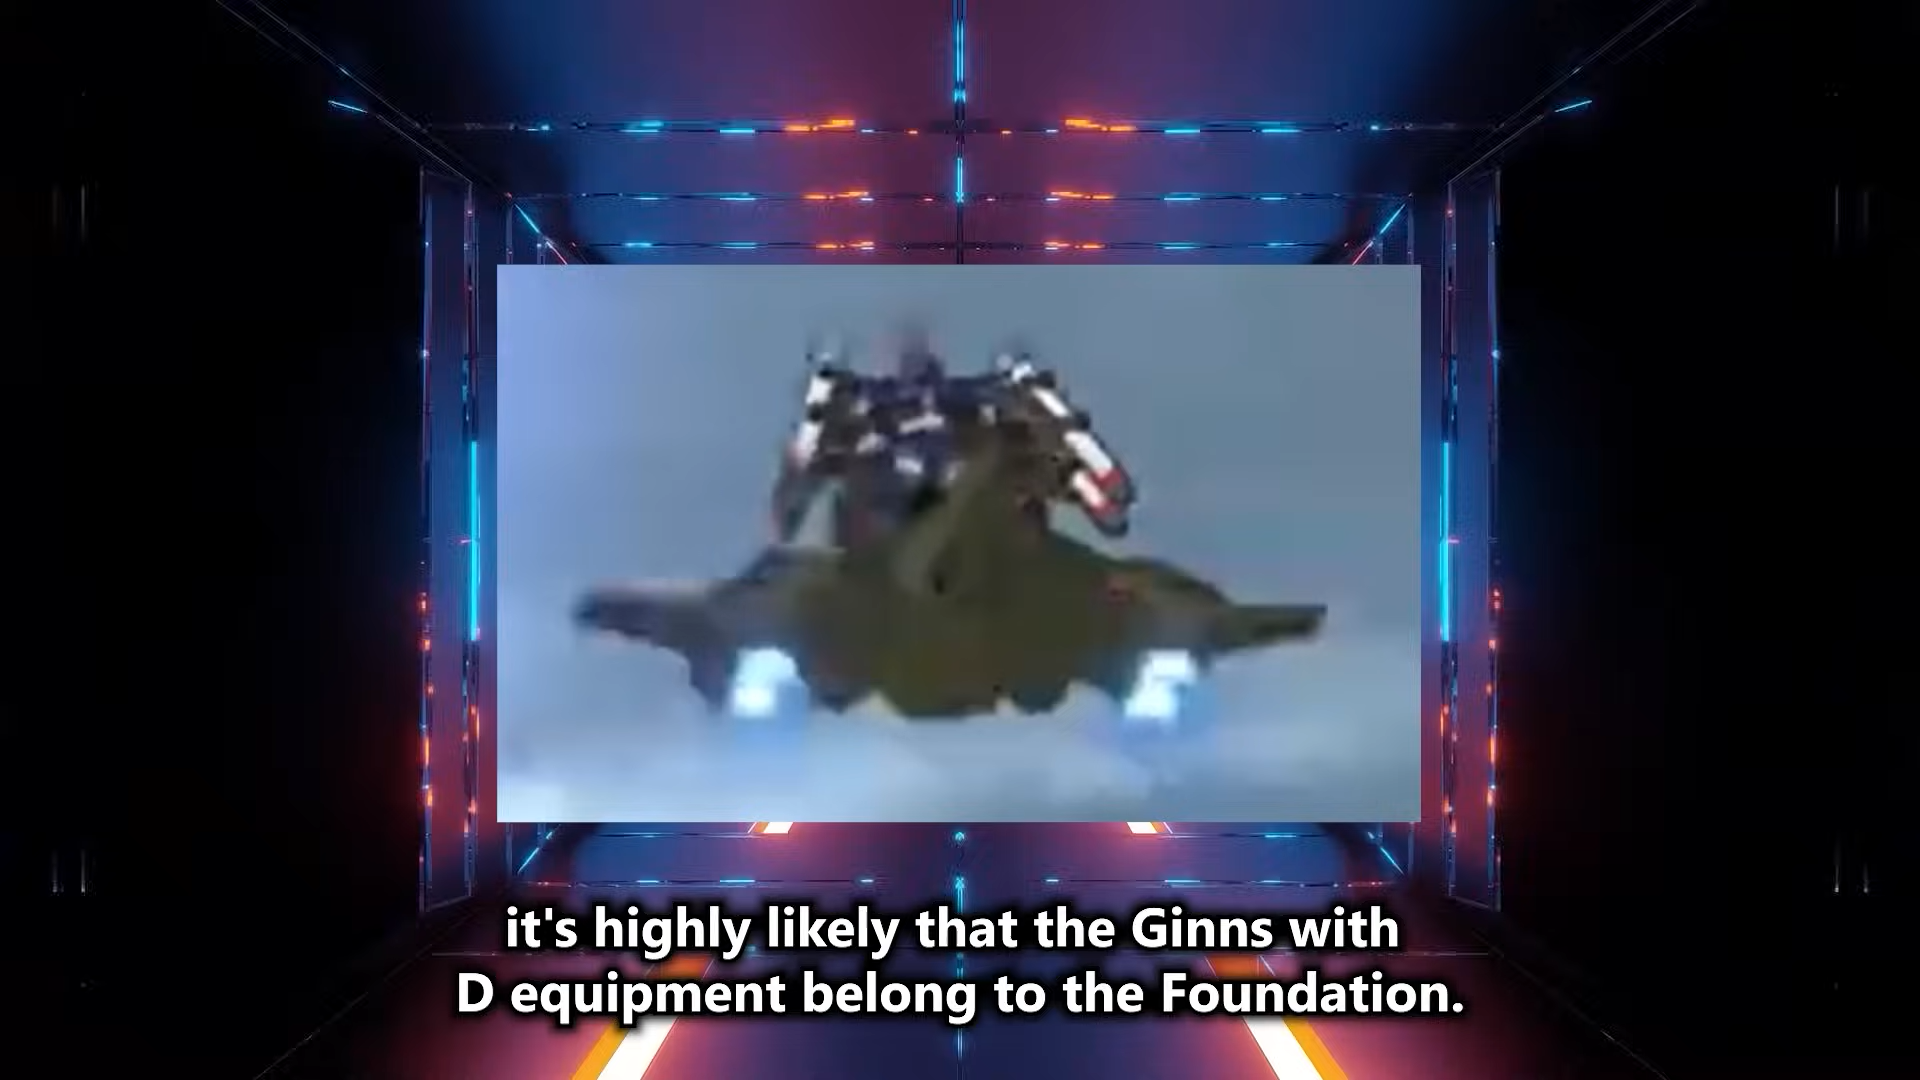 it's highly likely that the Ginns with
D equipment belong to the Foundation.